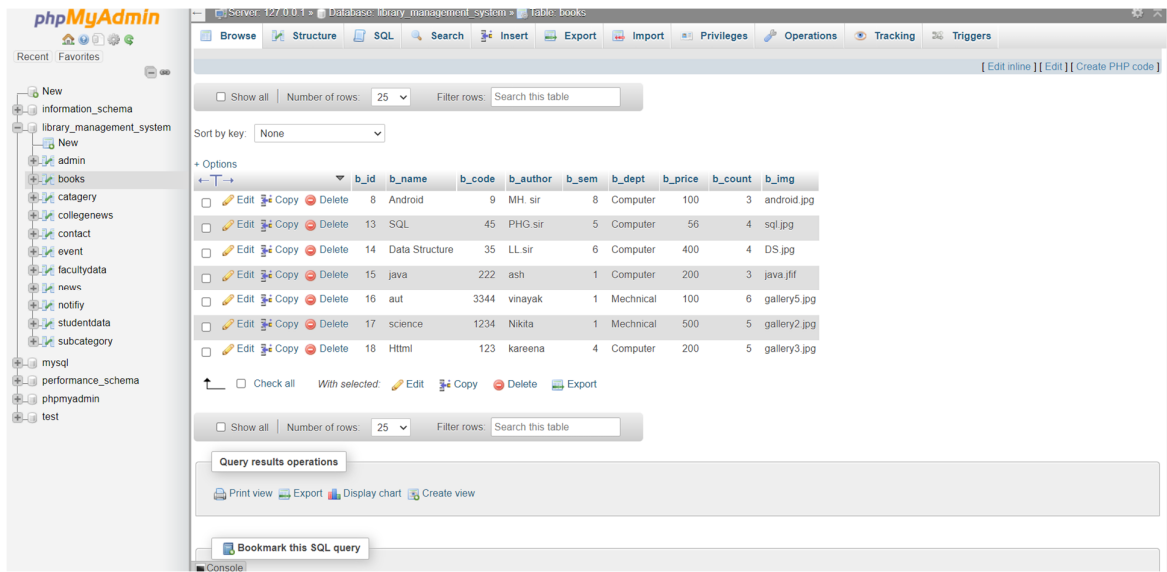 phpMyAdmin
Recent Favorites
New
information_schema
library_management_system
New
admin
books
catagery
collegenews
contact
event
facultydata
news
notifiy
studentdata
subcategory
mysql
performance_schema
phpmyadmin
test
Server: 127.0.0.1 » Database: library_management_system » Table: books
Browse Structure SQL Search Insert Export Import Privileges Operations Tracking Triggers
[ Edit inline ] [ Edit ] [ Create PHP code ]
Show all Number of rows: 25 Filter rows: Search this table
Sort by key: None
+ Options
←T→ b_id b_name b_code b_author b_sem b_dept b_price b_count b_img
Edit Copy Delete 8 Android 9 MH. sir 8 Computer 100 3 android.jpg
Edit Copy Delete 13 SQL 45 PHG.sir 5 Computer 56 4 sql.jpg
Edit Copy Delete 14 Data Structure 35 LL.sir 6 Computer 400 4 DS.jpg
Edit Copy Delete 15 java 222 ash 1 Computer 200 3 java.jfif
Edit Copy Delete 16 aut 3344 vinayak 1 Mechnical 100 6 gallery5.jpg
Edit Copy Delete 17 science 1234 Nikita 1 Mechnical 500 5 gallery2.jpg
Edit Copy Delete 18 Httml 123 kareena 4 Computer 200 5 gallery3.jpg
Check all With selected: Edit Copy Delete Export
Show all Number of rows: 25 Filter rows: Search this table
Query results operations
Print view Export Display chart Create view
Bookmark this SQL query
Console